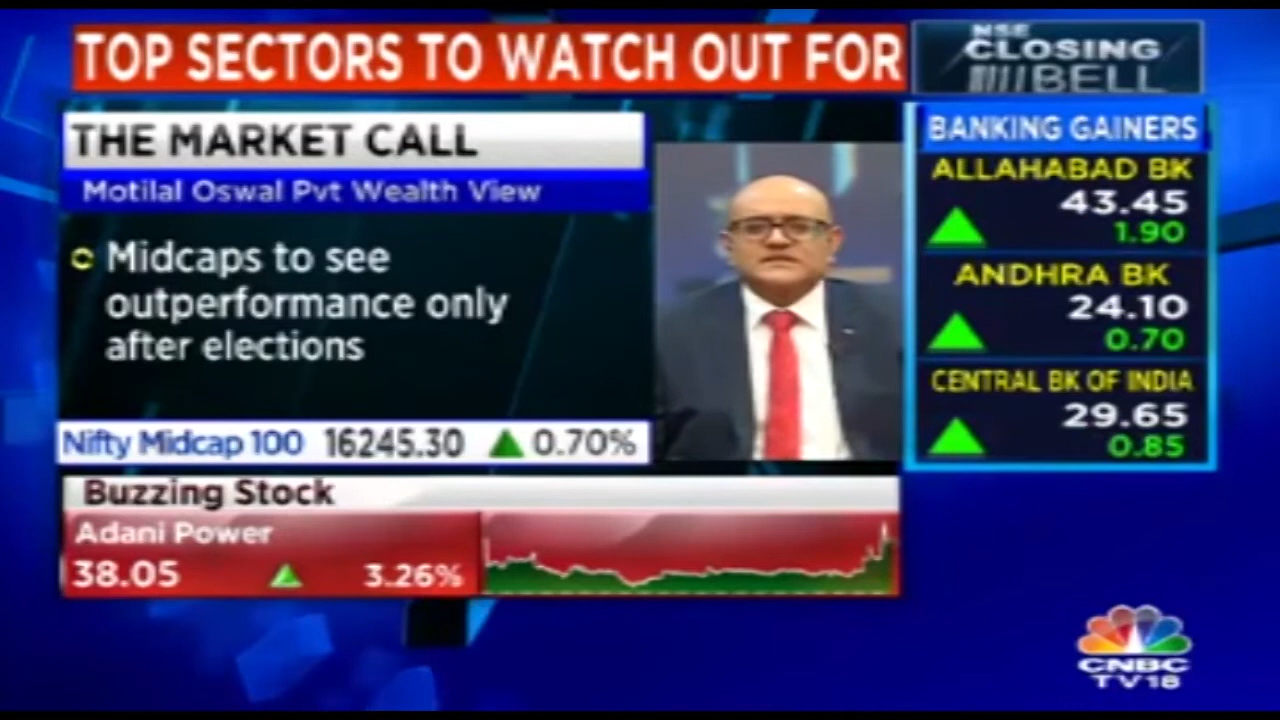 TOP SECTORS TO WATCH OUT FOR
NSE
CLOSING
BELL
THE MARKET CALL
Motilal Oswal Pvt Wealth View
Midcaps to see
outperformance only
after elections
Nifty Midcap 100 16245.30 0.70%
Buzzing Stock
Adani Power
38.05 3.26%
BANKING GAINERS
ALLAHABAD BK
43.45
1.90
ANDHRA BK
24.10
0.70
CENTRAL BK OF INDIA
29.65
0.85
CNBC
TV18